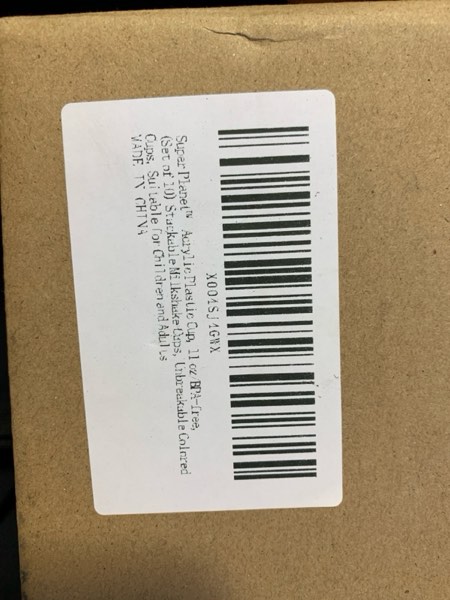 X004SJ4GWX
SuperPlanet™ Acrylic Plastic Cup, 11 oz BPA-free,
(Set of 10) Stackable Milkshake Cups, Unbreakable Colored
Cups, Suitable for Children and Adults
MADE IN CHINA